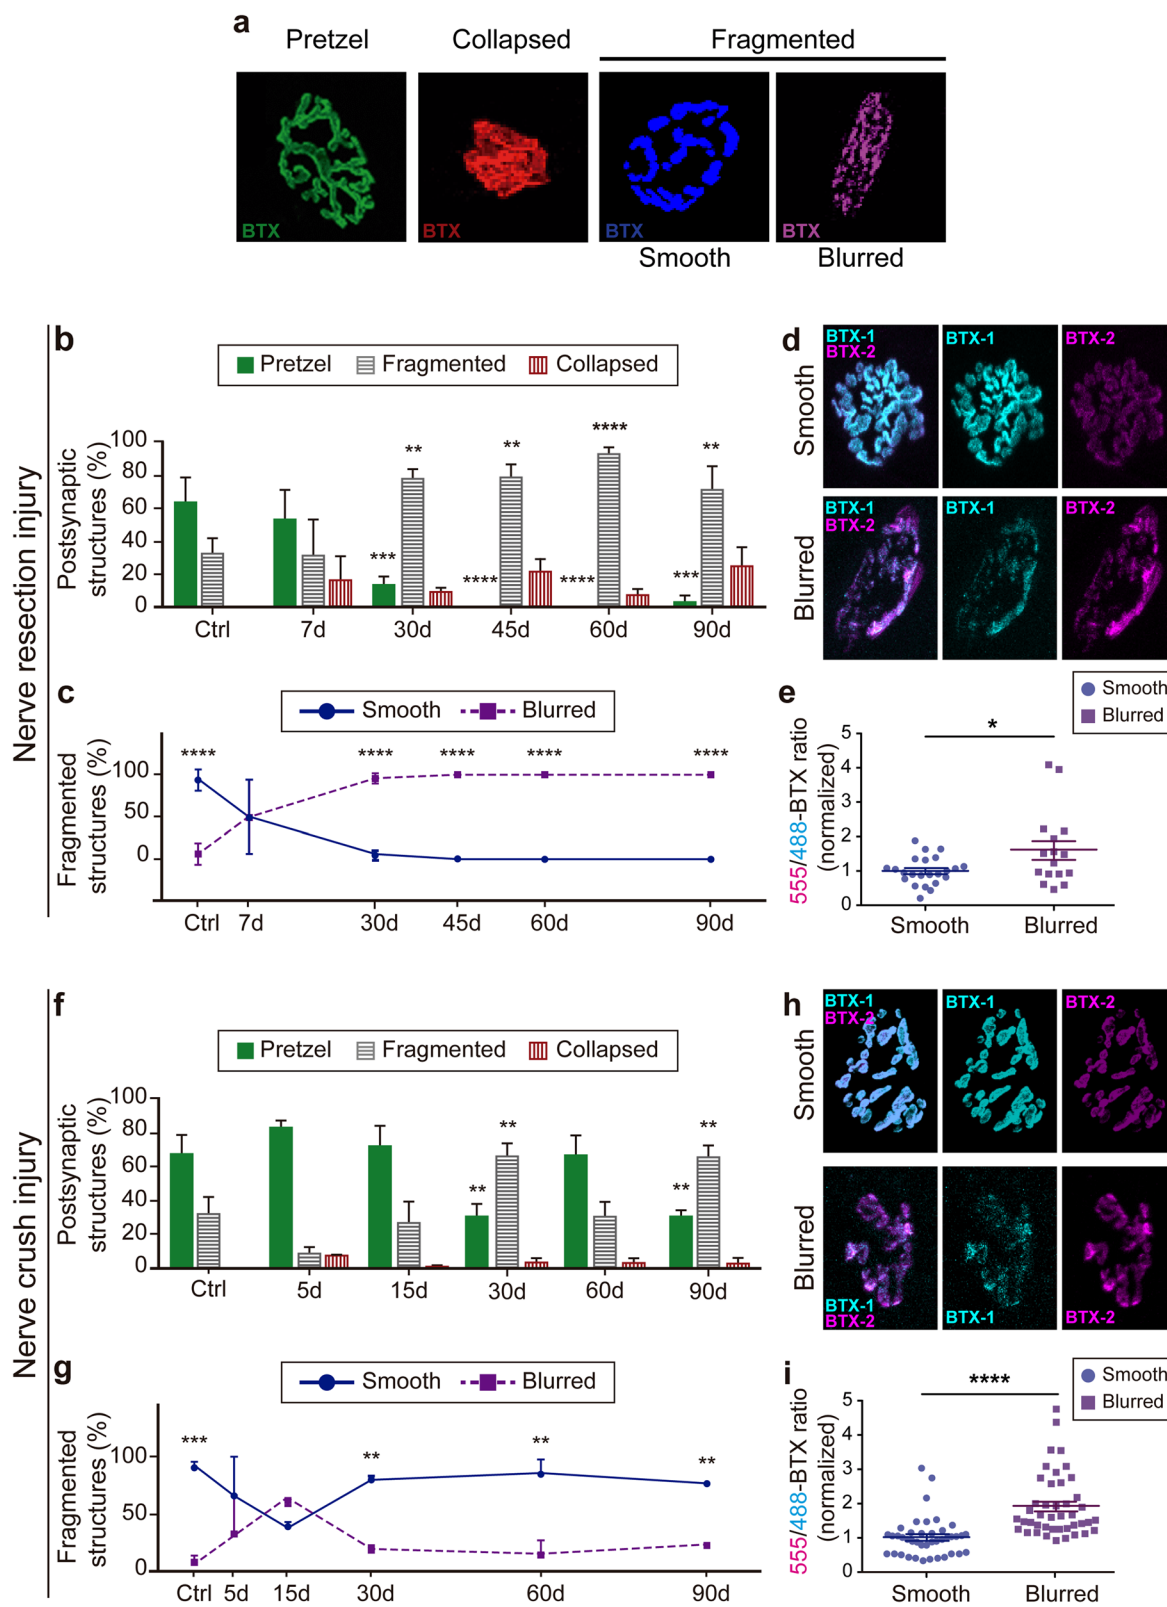 a
Pretzel Collapsed Fragmented
BTX BTX BTX BTX
Smooth Blurred
Nerve resection injury
b
Pretzel Fragmented Collapsed
Postsynaptic
structures (%)
100
80
60
40
20
0
** ** **** **
*** **** **** ***
Ctrl 7d 30d 45d 60d 90d
c
Smooth Blurred
Fragmented
structures (%)
100
50
0
**** **** **** **** ****
Ctrl 7d 30d 45d 60d 90d
d
Smooth
BTX-1
BTX-2
BTX-1
BTX-2
Blurred
BTX-1
BTX-2
BTX-1
BTX-2
e
Smooth
Blurred
555/488-BTX ratio
(normalized)
5
4
3
2
1
0
*
Smooth Blurred
Nerve crush injury
f
Pretzel Fragmented Collapsed
Postsynaptic
structures (%)
100
80
60
40
20
0
** **
** **
Ctrl 5d 15d 30d 60d 90d
g
Smooth Blurred
Fragmented
structures (%)
100
50
0
*** ** ** **
Ctrl 5d 15d 30d 60d 90d
h
Smooth
BTX-1
BTX-2
BTX-1
BTX-2
Blurred
BTX-1
BTX-2
BTX-1
BTX-2
i
Smooth
Blurred
555/488-BTX ratio
(normalized)
5
4
3
2
1
0
****
Smooth Blurred